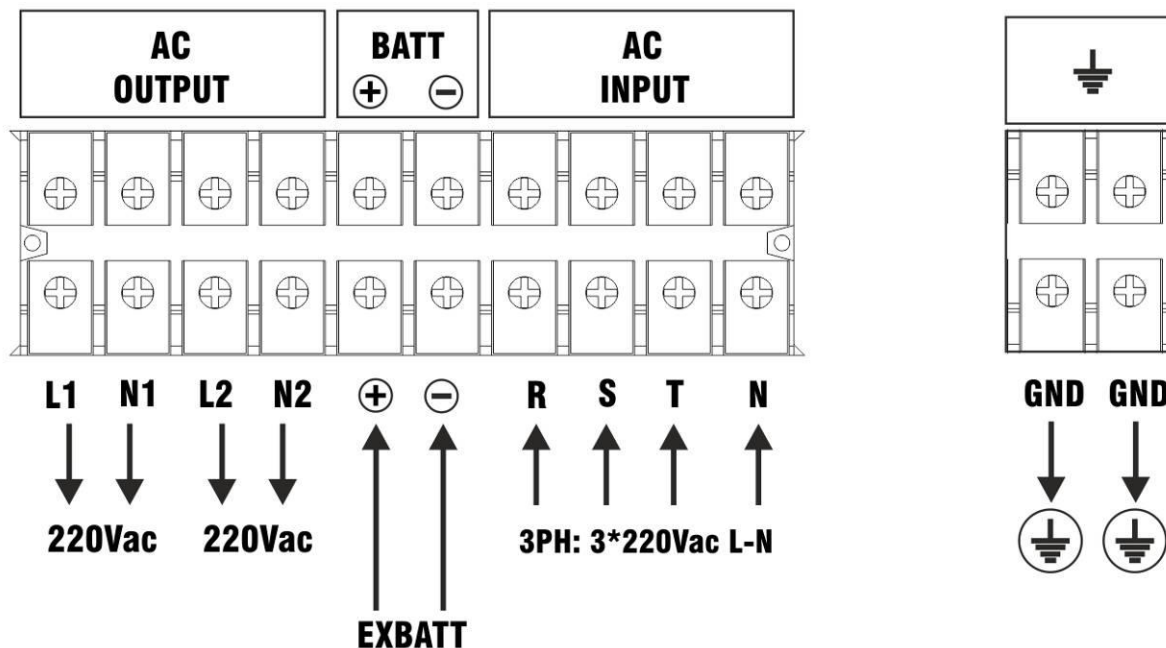 AC
OUTPUT
BATT
+ −
AC
INPUT
L1 N1 L2 N2 + − R S T N GND GND
220Vac 220Vac 3PH: 3*220Vac L-N
EXBATT